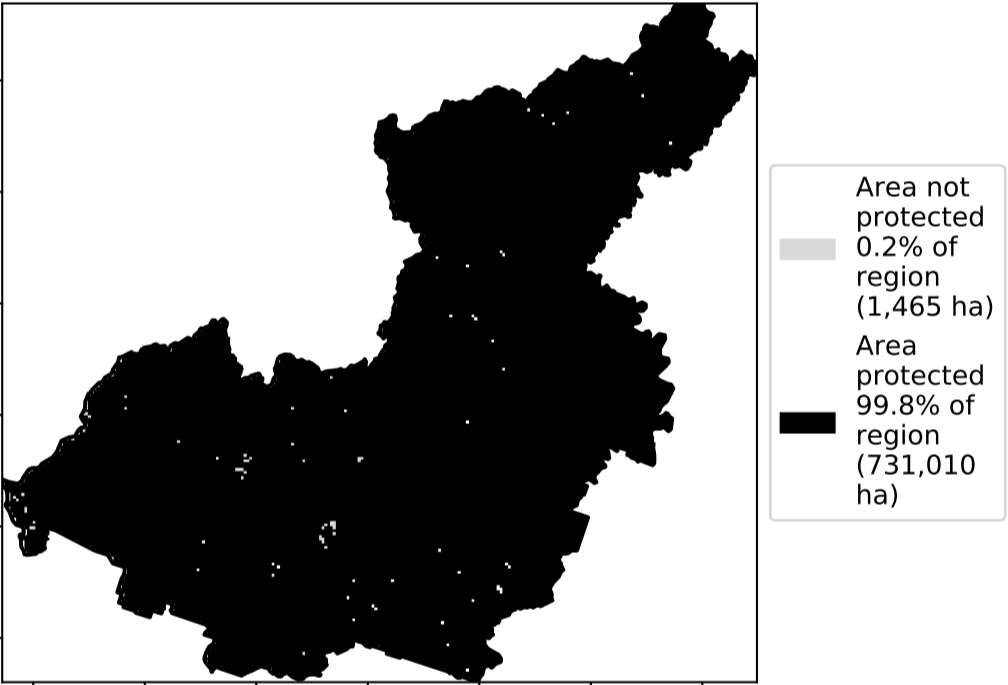 Area not
protected
0.2% of
region
(1,465 ha)
Area
protected
99.8% of
region
(731,010
ha)